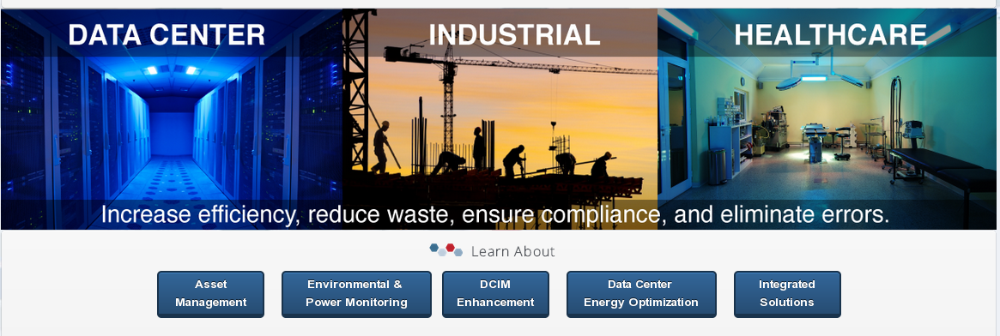 DATA CENTER
INDUSTRIAL
HEALTHCARE
Increase efficiency, reduce waste, ensure compliance, and eliminate errors.
Learn About
Asset
Management
Environmental &
Power Monitoring
DCIM
Enhancement
Data Center
Energy Optimization
Integrated
Solutions